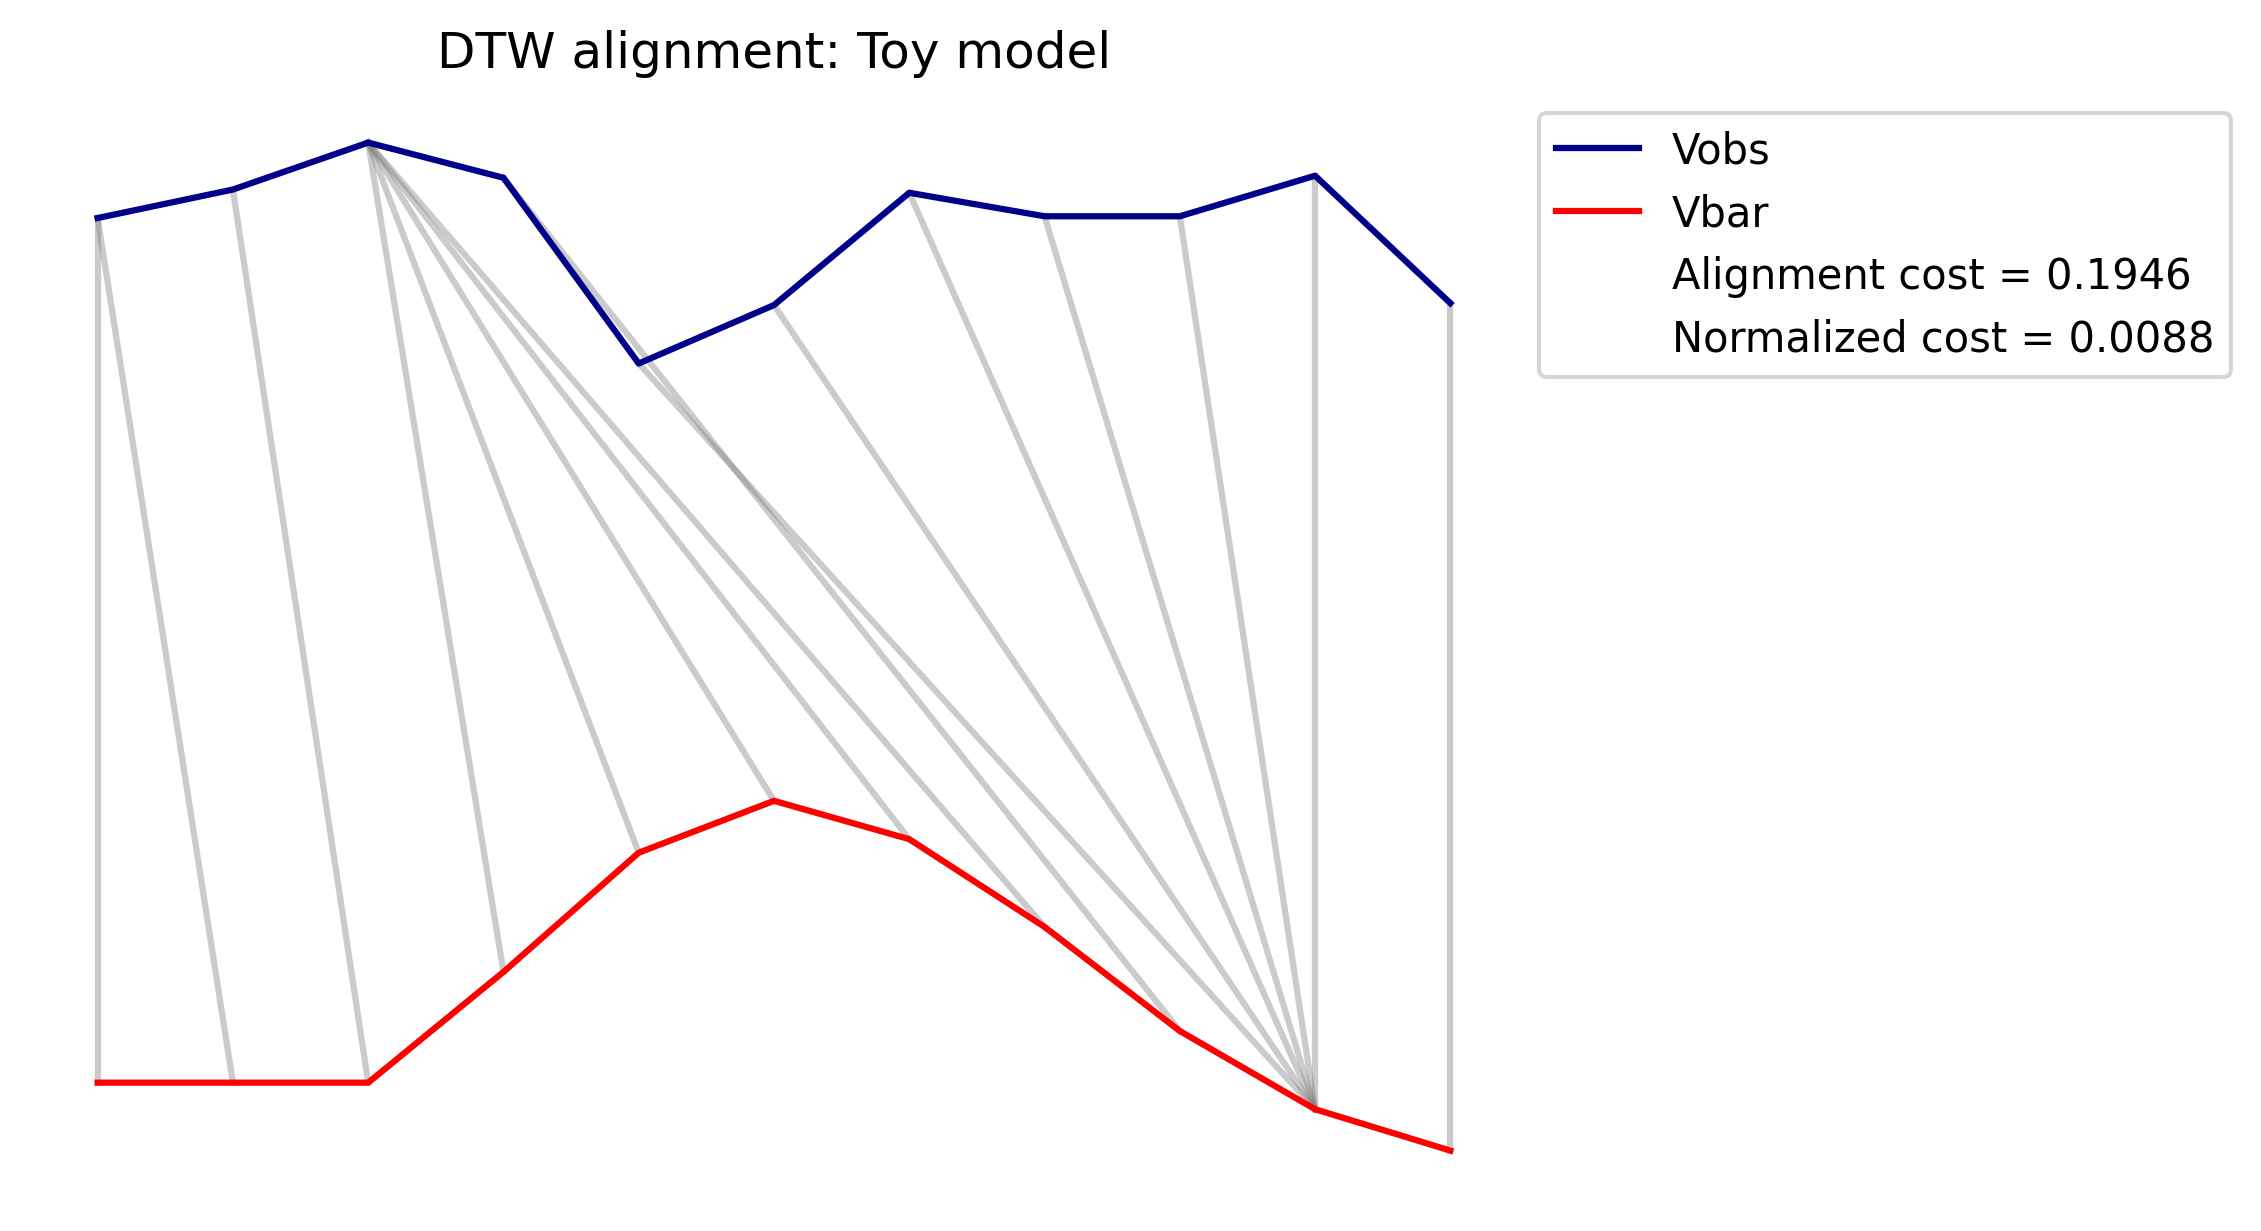 DTW alignment: Toy model
Vobs
Vbar
Alignment cost = 0.1946
Normalized cost = 0.0088